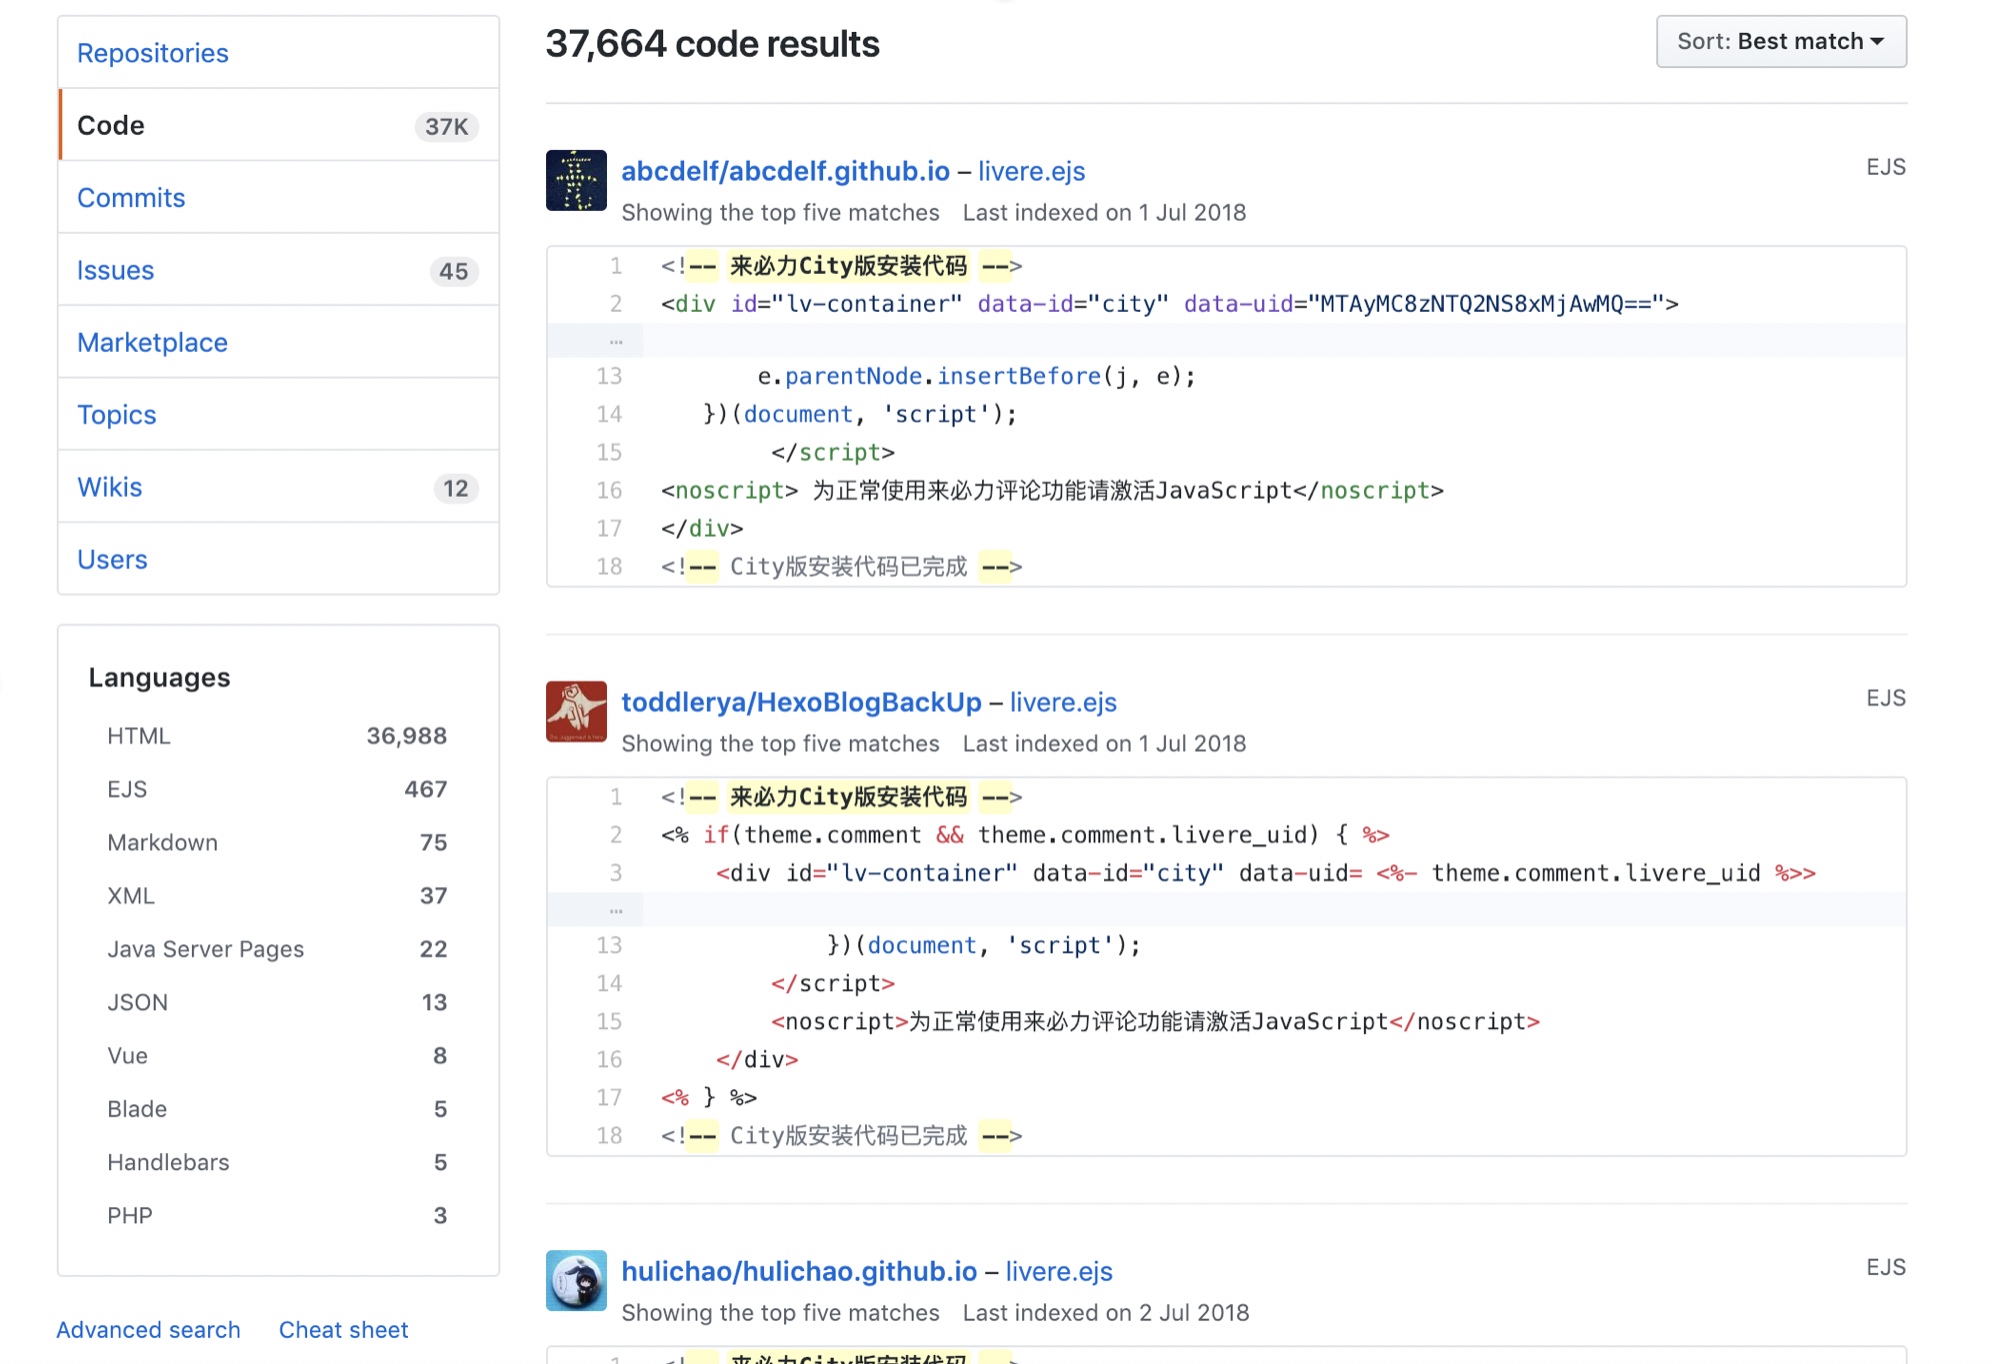 Repositories
Code 37K
Commits
Issues 45
Marketplace
Topics
Wikis 12
Users
Languages
HTML 36,988
EJS 467
Markdown 75
XML 37
Java Server Pages 22
JSON 13
Vue 8
Blade 5
Handlebars 5
PHP 3
Advanced search Cheat sheet
37,664 code results
Sort: Best match
abcdelf/abcdelf.github.io – livere.ejs
EJS
Showing the top five matches Last indexed on 1 Jul 2018
1 <!-- 来必力City版安装代码 -->
2 <div id="lv-container" data-id="city" data-uid="MTAyMC8zNTQ2NS8xMjAwMQ==">
…
13 e.parentNode.insertBefore(j, e);
14 })(document, 'script');
15 </script>
16 <noscript> 为正常使用来必力评论功能请激活JavaScript</noscript>
17 </div>
18 <!-- City版安装代码已完成 -->
toddlerya/HexoBlogBackUp – livere.ejs
EJS
Showing the top five matches Last indexed on 1 Jul 2018
1 <!-- 来必力City版安装代码 -->
2 <% if(theme.comment && theme.comment.livere_uid) { %>
3 <div id="lv-container" data-id="city" data-uid= <%- theme.comment.livere_uid %>>
…
13 })(document, 'script');
14 </script>
15 <noscript>为正常使用来必力评论功能请激活JavaScript</noscript>
16 </div>
17 <% } %>
18 <!-- City版安装代码已完成 -->
hulichao/hulichao.github.io – livere.ejs
EJS
Showing the top five matches Last indexed on 2 Jul 2018
1 <!-- 来必力City版安装代码 -->